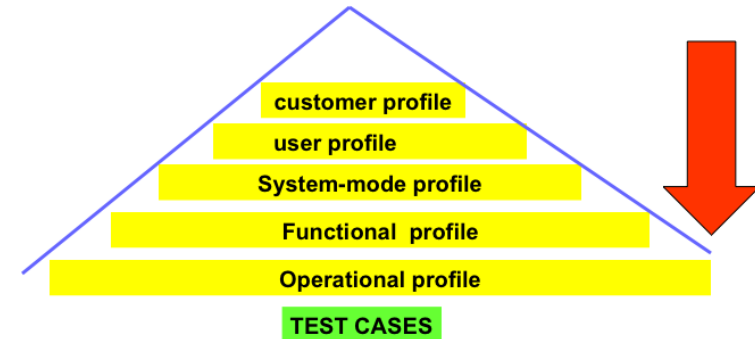 customer profile
user profile
System-mode profile
Functional profile
Operational profile
TEST CASES